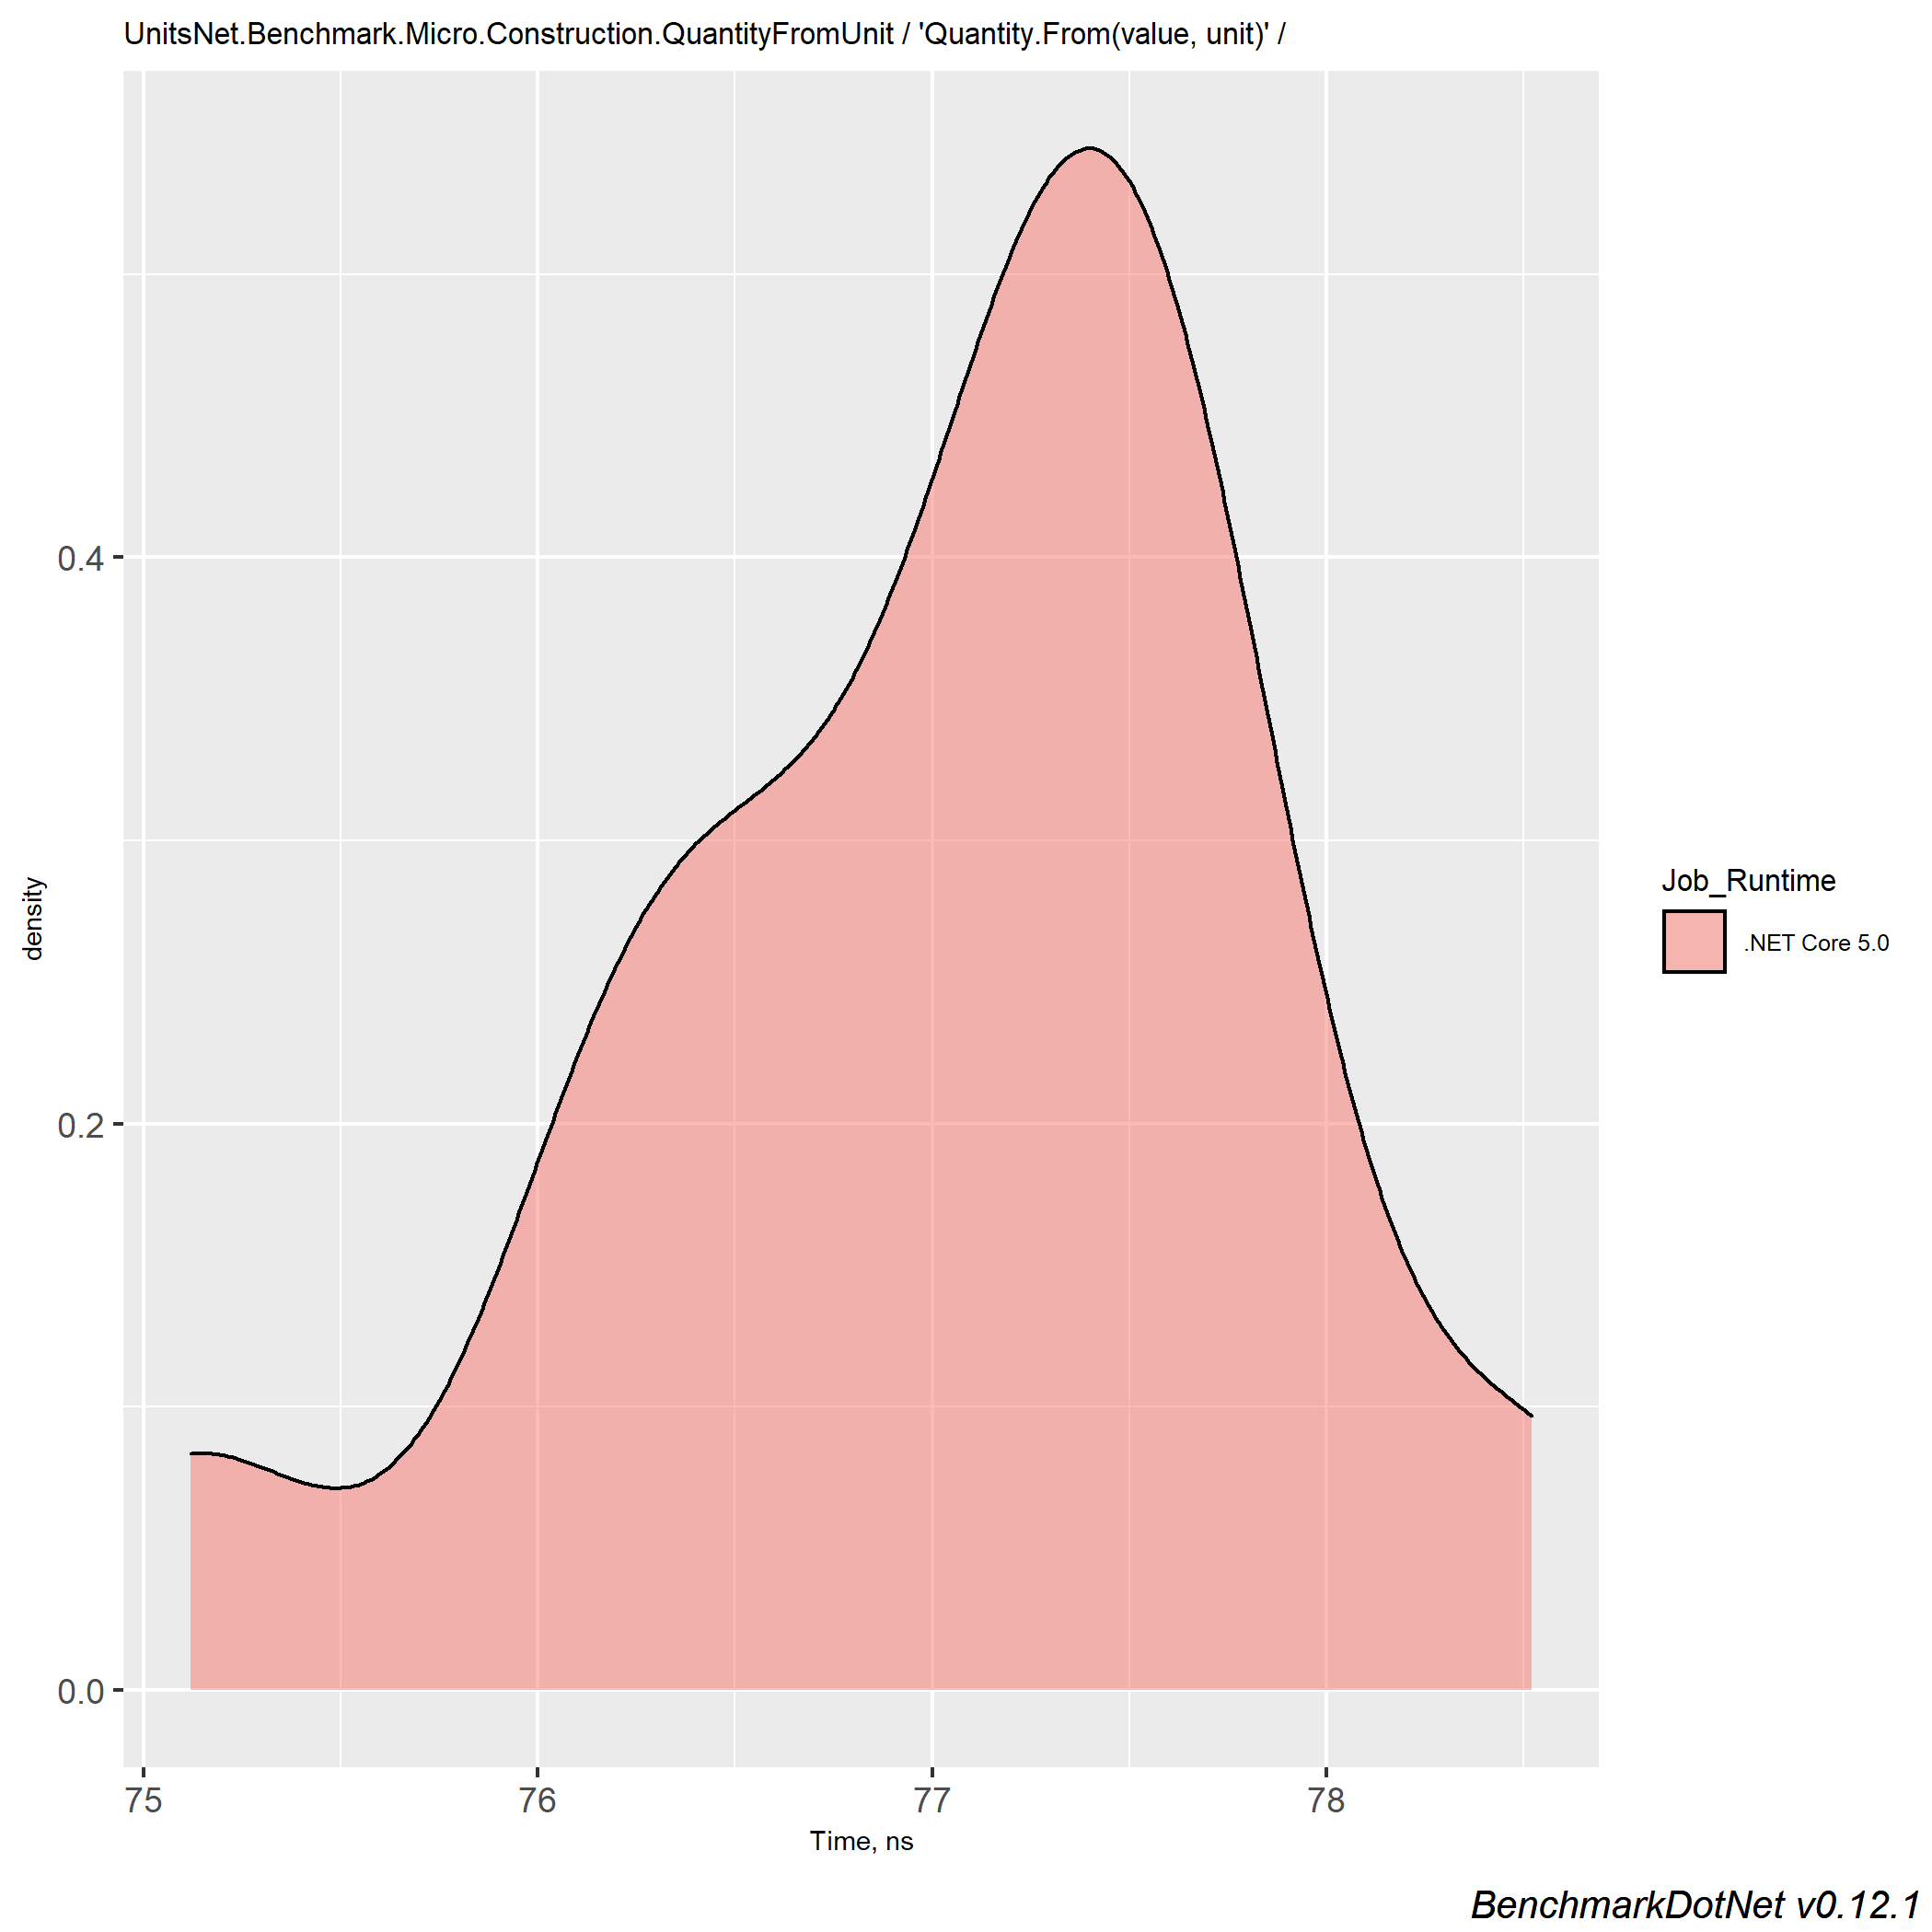 UnitsNet.Benchmark.Micro.Construction.QuantityFromUnit / 'Quantity.From(value, unit)' /
0.4
0.2
0.0
density
75 76 77 78
Time, ns
Job_Runtime
.NET Core 5.0
BenchmarkDotNet v0.12.1